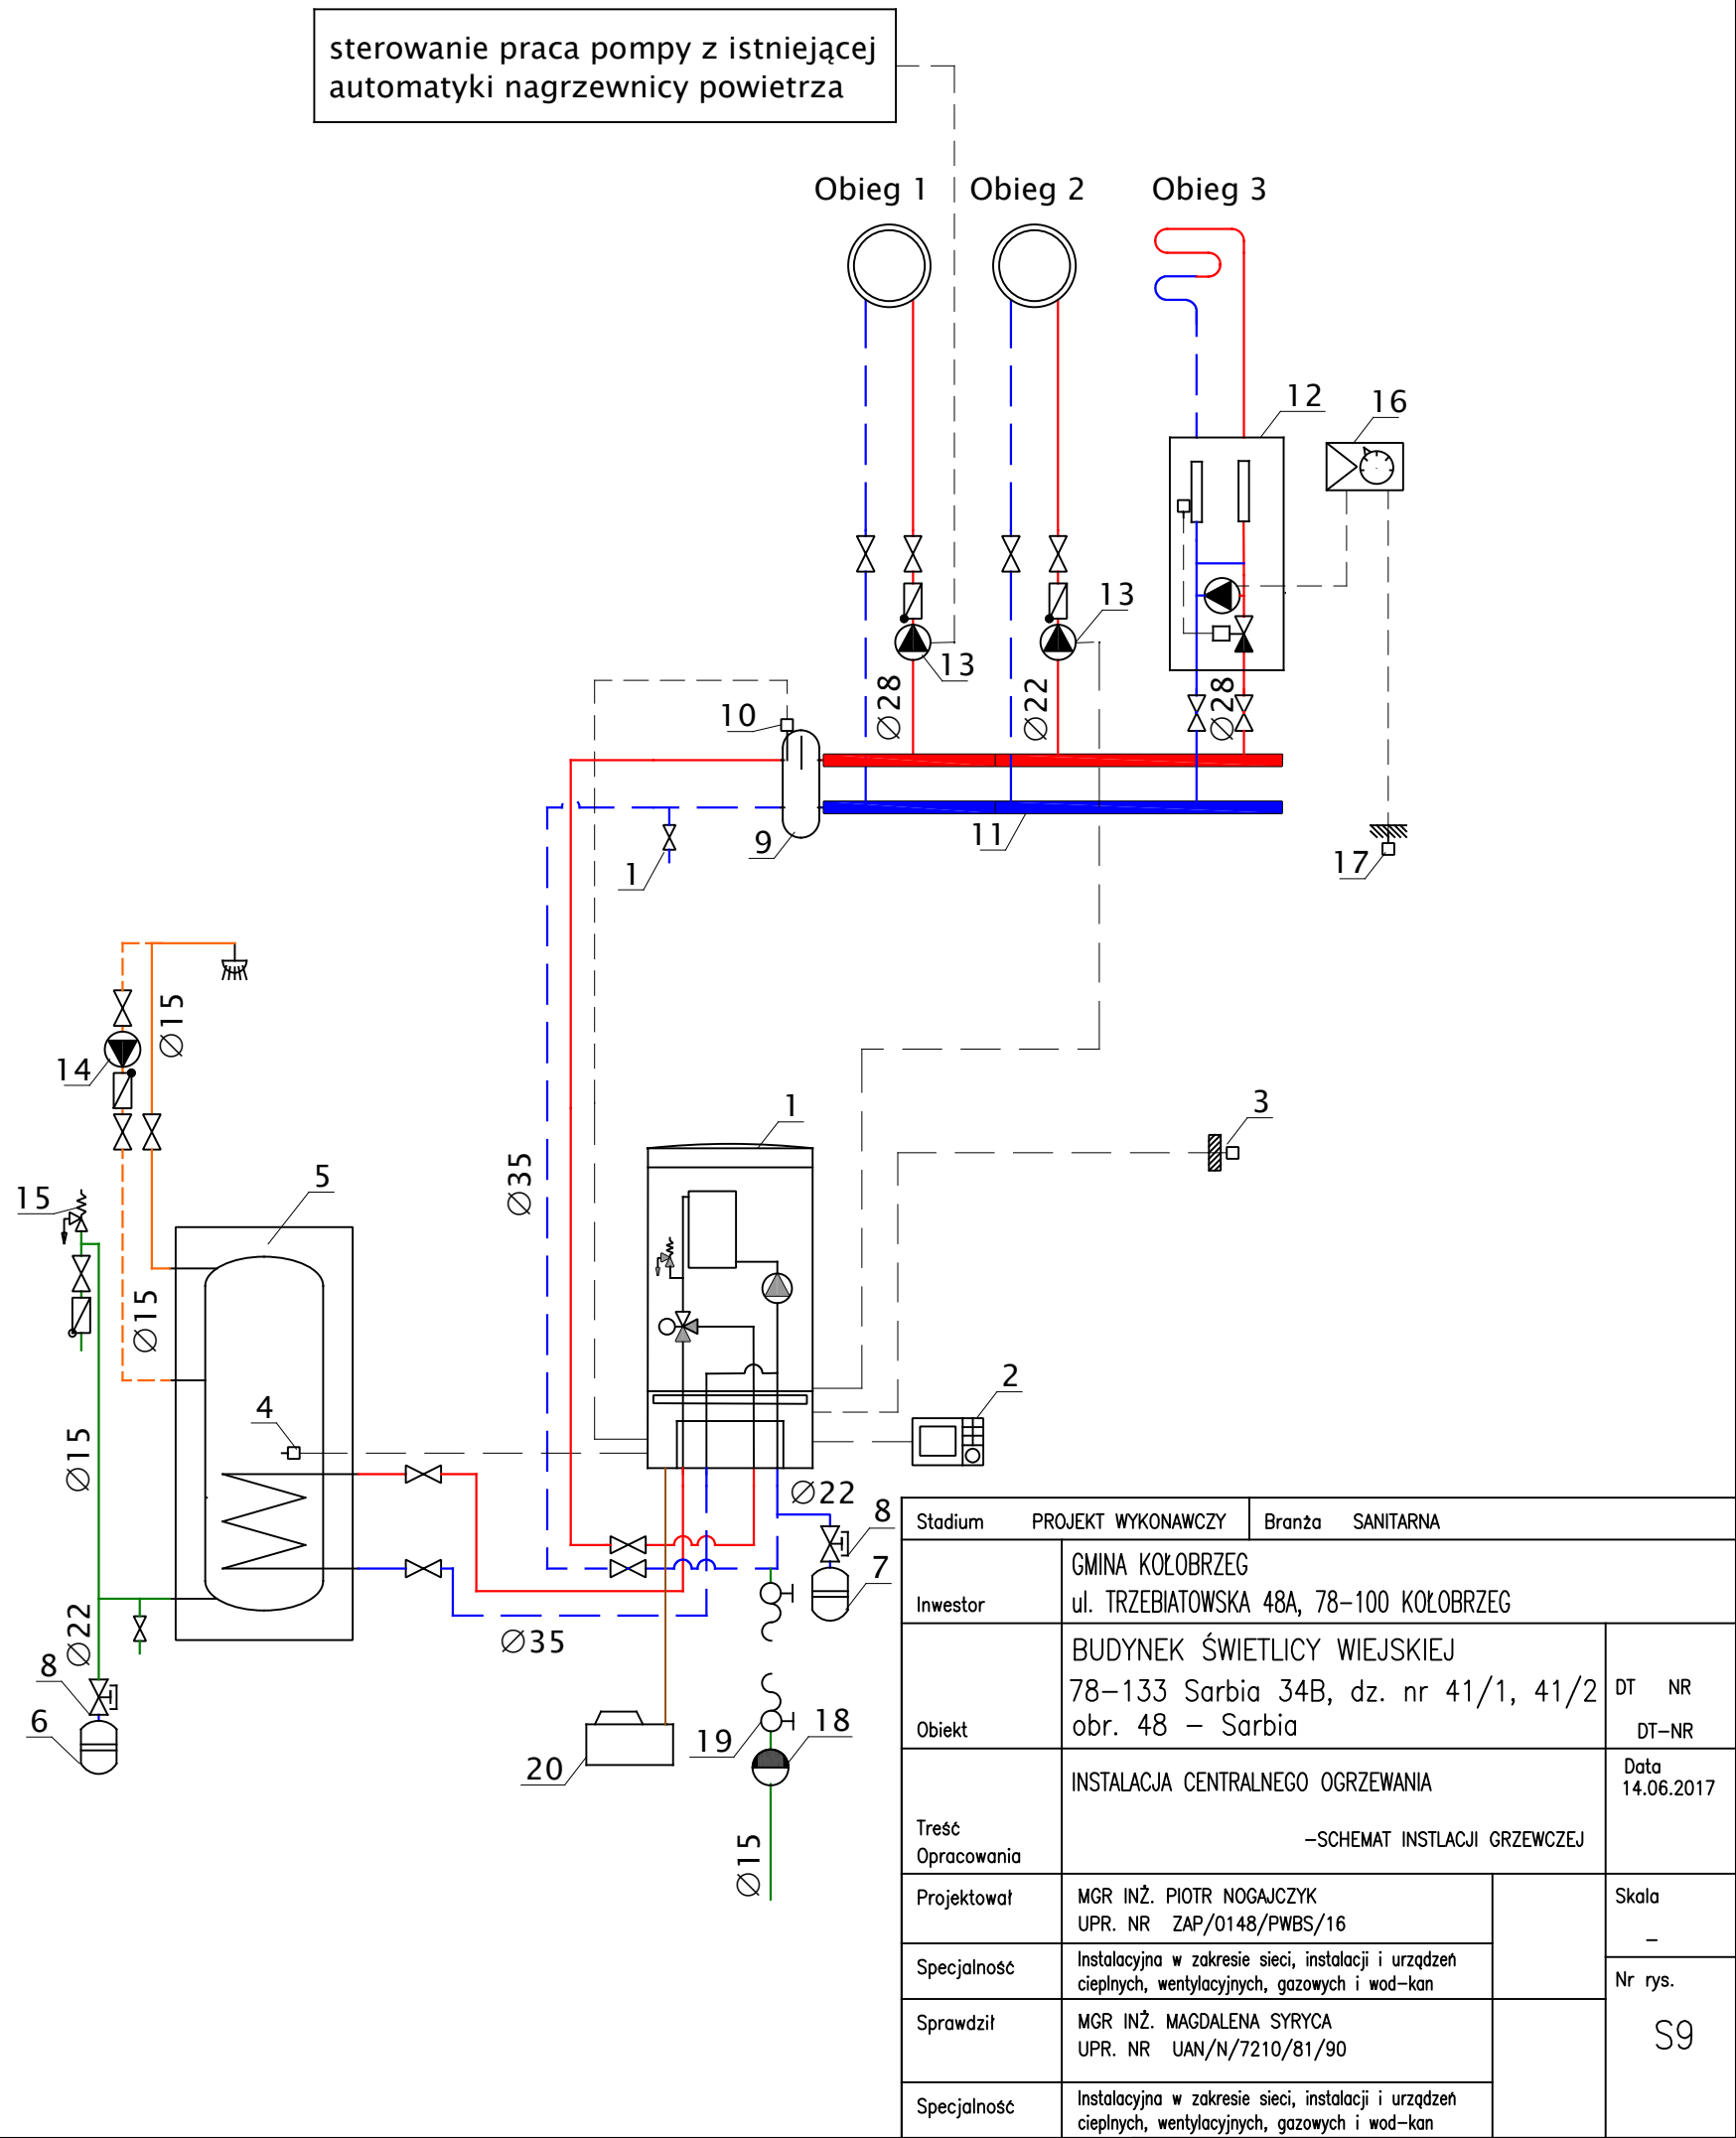 sterowanie praca pompy z istniejącej
automatyki nagrzewnicy powietrza
Obieg 1
Obieg 2
Obieg 3
12
16
13
13
∅28
∅22
∅28
10
9
11
1
17
∅15
14
1
3
∅35
5
15
∅15
4
2
∅15
∅22
8
7
∅22
∅35
8
6
19
18
20
∅15
Stadium PROJEKT WYKONAWCZY Branża SANITARNA
Inwestor
GMINA KOŁOBRZEG
ul. TRZEBIATOWSKA 48A, 78-100 KOŁOBRZEG
Obiekt
BUDYNEK ŚWIETLICY WIEJSKIEJ
78-133 Sarbia 34B, dz. nr 41/1, 41/2
obr. 48 - Sarbia
DT NR
DT-NR
Treść
Opracowania
INSTALACJA CENTRALNEGO OGRZEWANIA
-SCHEMAT INSTLACJI GRZEWCZEJ
Data
14.06.2017
Projektował
MGR INŻ. PIOTR NOGAJCZYK
UPR. NR ZAP/0148/PWBS/16
Skala
-
Specjalność
Instalacyjna w zakresie sieci, instalacji i urządzeń
cieplnych, wentylacyjnych, gazowych i wod-kan
Nr rys.
S9
Sprawdził
MGR INŻ. MAGDALENA SYRYCA
UPR. NR UAN/N/7210/81/90
Specjalność
Instalacyjna w zakresie sieci, instalacji i urządzeń
cieplnych, wentylacyjnych, gazowych i wod-kan